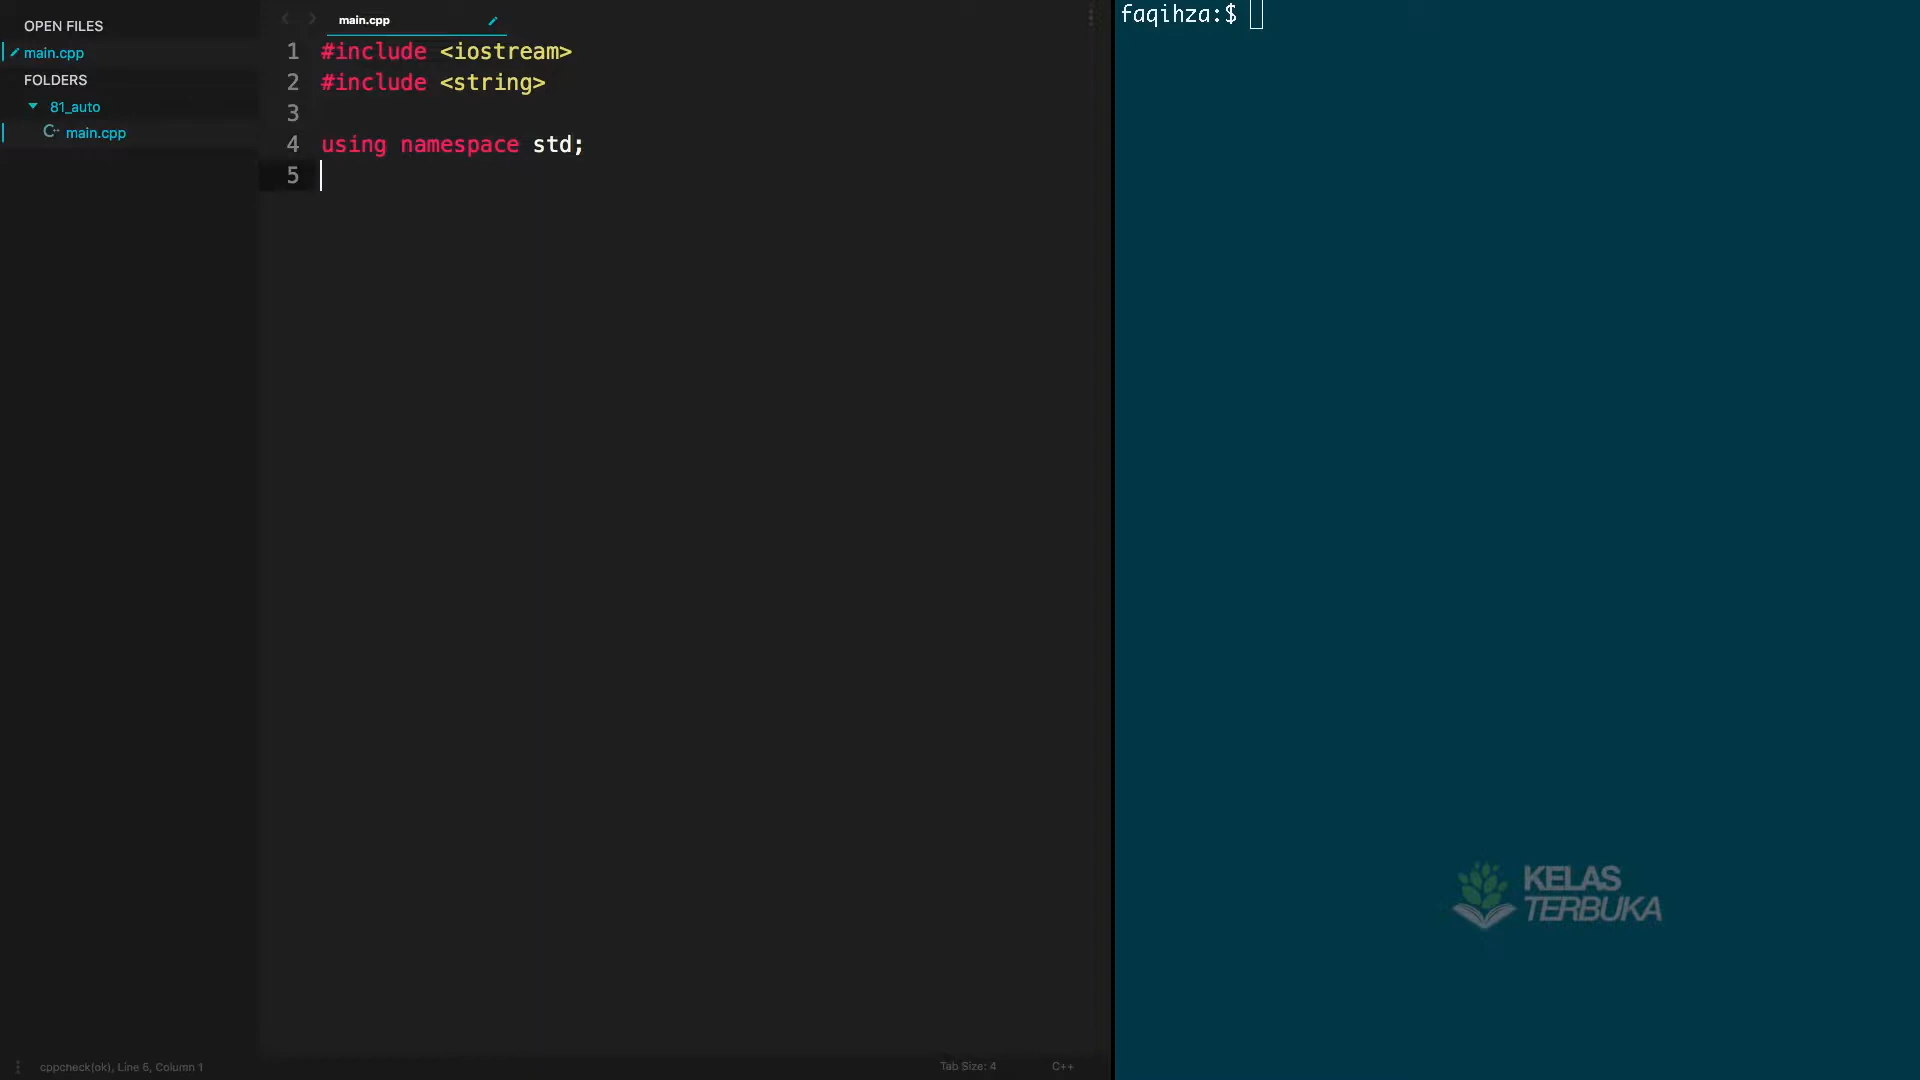 OPEN FILES
main.cpp
FOLDERS
81_auto
main.cpp
main.cpp
1 #include <iostream>
2 #include <string>
3
4 using namespace std;
5
cppcheck(ok), Line 5, Column 1
Tab Size: 4
C++
faqihza:$
KELAS
TERBUKA